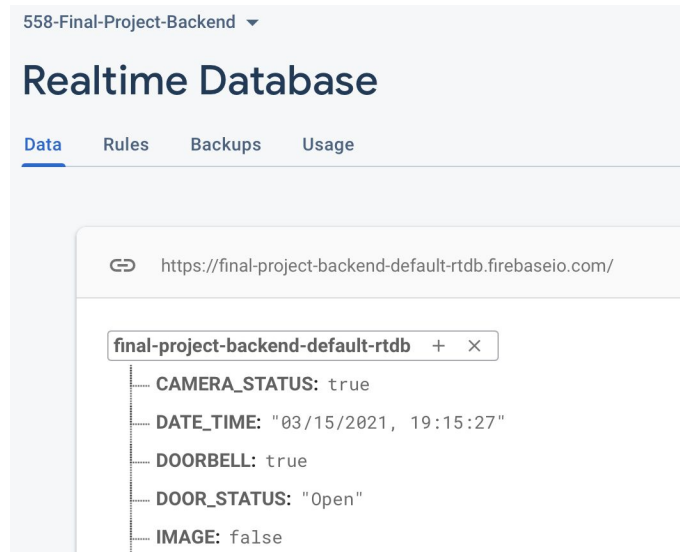 558-Final-Project-Backend
Realtime Database
Data Rules Backups Usage
https://final-project-backend-default-rtdb.firebaseio.com/
final-project-backend-default-rtdb + ×
CAMERA_STATUS: true
DATE_TIME: "03/15/2021, 19:15:27"
DOORBELL: true
DOOR_STATUS: "Open"
IMAGE: false